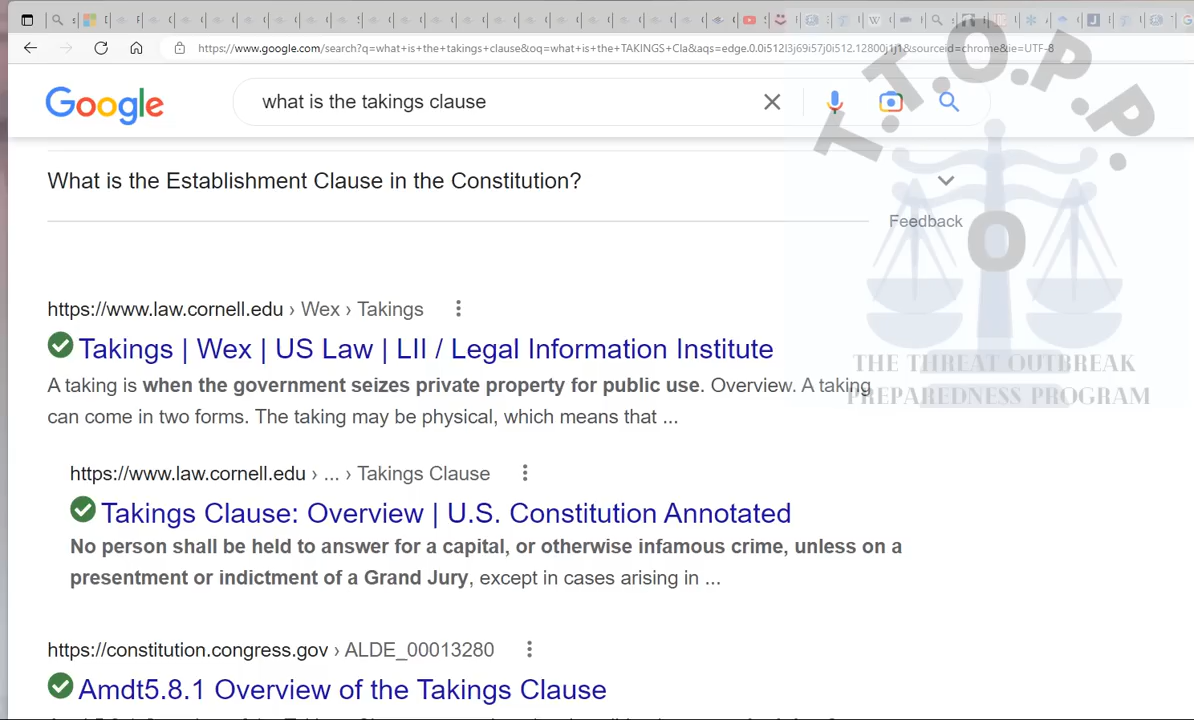 https://www.google.com/search?q=what+is+the+takings+clause&oq=what+is+the+TAKINGS+Cla&aqs=edge.0.0i512l3j69i57j0i512.12800j1j1&sourceid=chrome&ie=UTF-8
Google
what is the takings clause
T.T.O.P.P.
What is the Establishment Clause in the Constitution?
Feedback
O
https://www.law.cornell.edu › Wex › Takings
Takings | Wex | US Law | LII / Legal Information Institute
THE THREAT OUTBREAK
PREPAREDNESS PROGRAM
A taking is when the government seizes private property for public use. Overview. A taking
can come in two forms. The taking may be physical, which means that ...
https://www.law.cornell.edu › ... › Takings Clause
Takings Clause: Overview | U.S. Constitution Annotated
No person shall be held to answer for a capital, or otherwise infamous crime, unless on a
presentment or indictment of a Grand Jury, except in cases arising in ...
https://constitution.congress.gov › ALDE_00013280
Amdt5.8.1 Overview of the Takings Clause